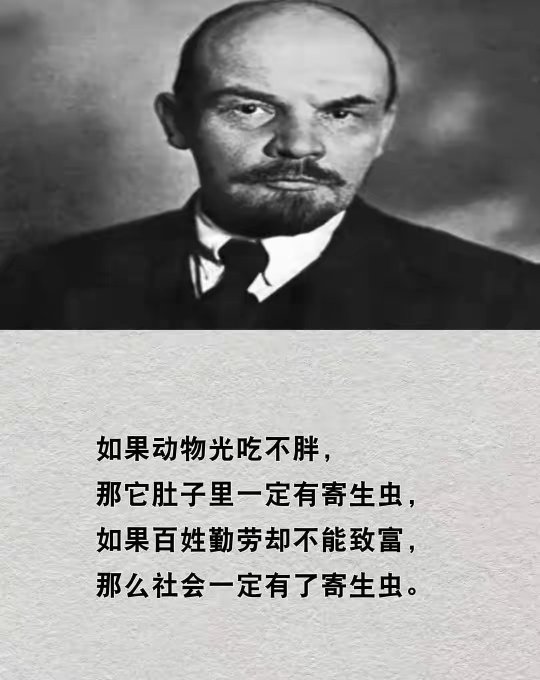 如果动物光吃不胖，
那它肚子里一定有寄生虫，
如果百姓勤劳却不能致富，
那么社会一定有了寄生虫。